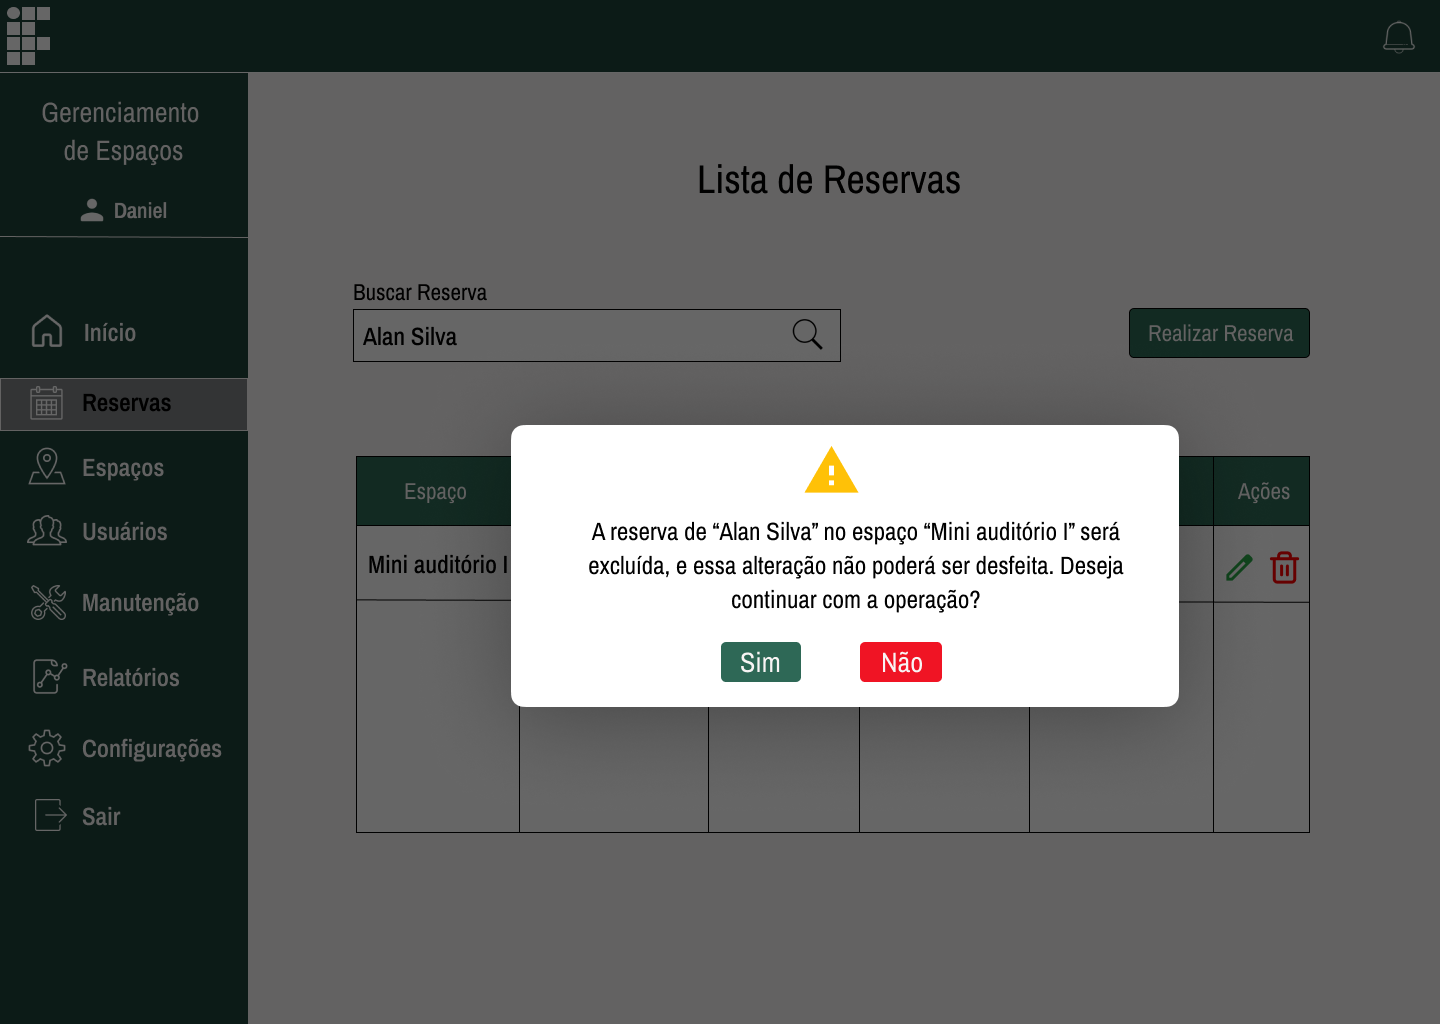 Gerenciamento
de Espaços
Daniel
Início
Reservas
Espaços
Usuários
Manutenção
Relatórios
Configurações
Sair
Lista de Reservas
Buscar Reserva
Alan Silva
Realizar Reserva
Espaço
Ações
Mini auditório I
A reserva de “Alan Silva” no espaço “Mini auditório I” será
excluída, e essa alteração não poderá ser desfeita. Deseja
continuar com a operação?
Sim
Não